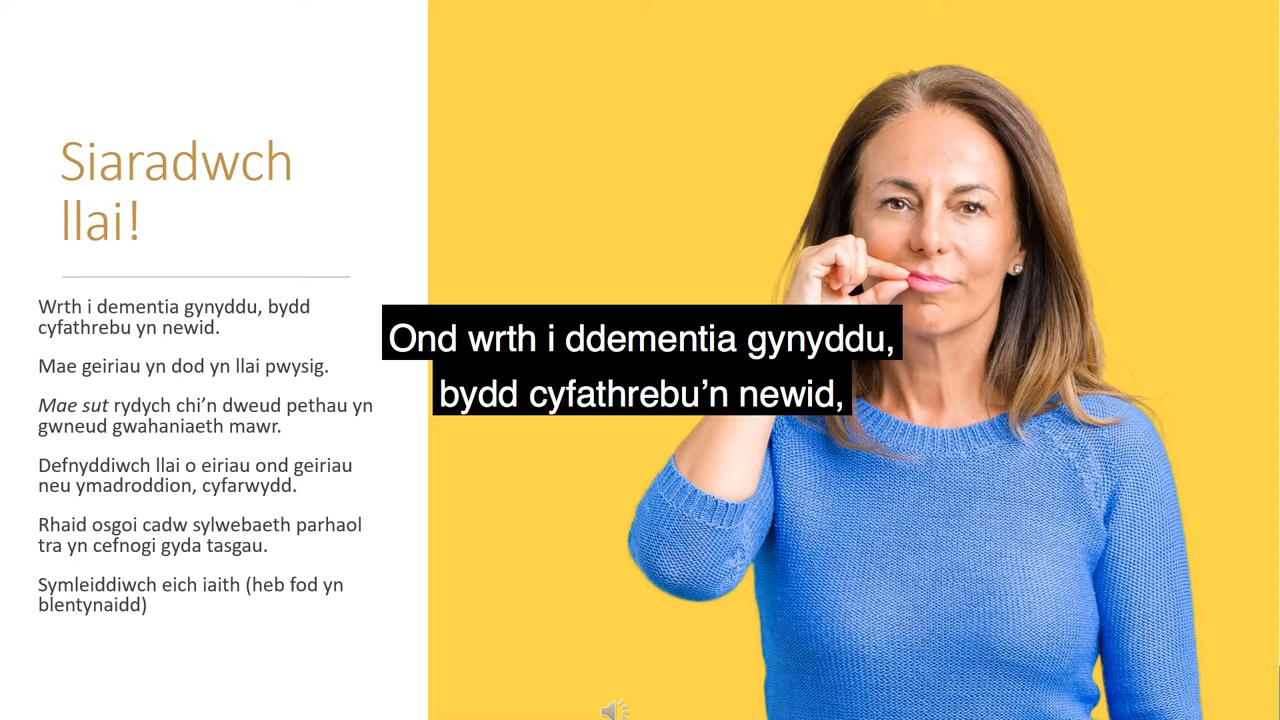 Siaradwch
llai!
Wrth i dementia gynyddu, bydd
cyfathrebu yn newid.
Mae geiriau yn dod yn llai pwysig.
Mae sut rydych chi’n dweud pethau yn
gwneud gwahaniaeth mawr.
Defnyddiwch llai o eiriau ond geiriau
neu ymadroddion, cyfarwydd.
Rhaid osgoi cadw sylwebaeth parhaol
tra yn cefnogi gyda tasgau.
Symleiddiwch eich iaith (heb fod yn
blentynaidd)
Ond wrth i ddementia gynyddu,
bydd cyfathrebu’n newid,